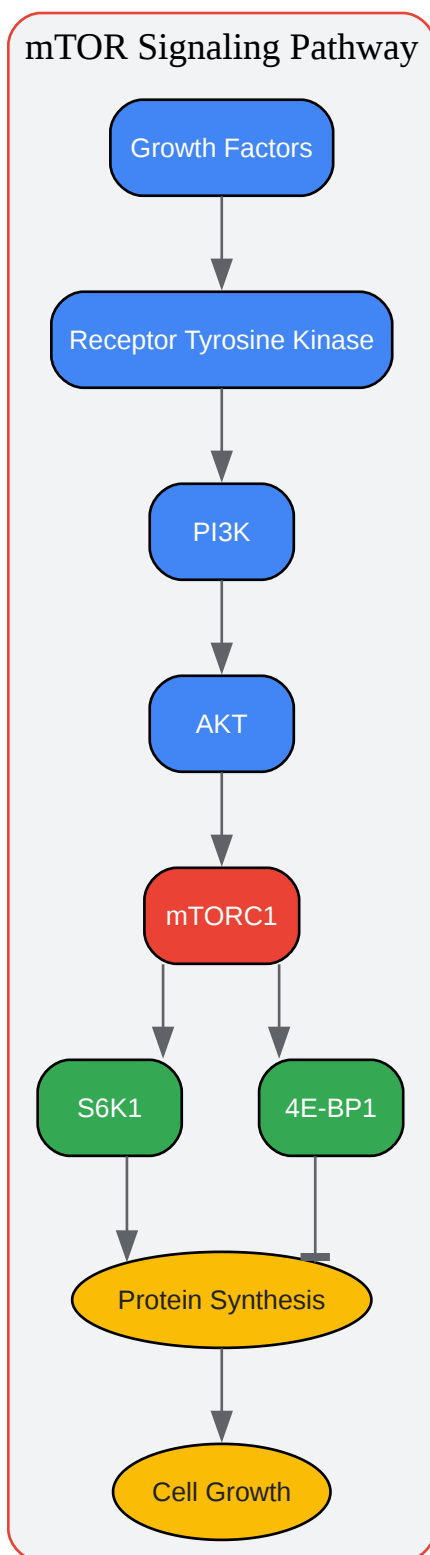 mTOR Signaling Pathway
Growth Factors
Receptor Tyrosine Kinase
PI3K
AKT
mTORC1
S6K1
4E-BP1
Protein Synthesis
Cell Growth